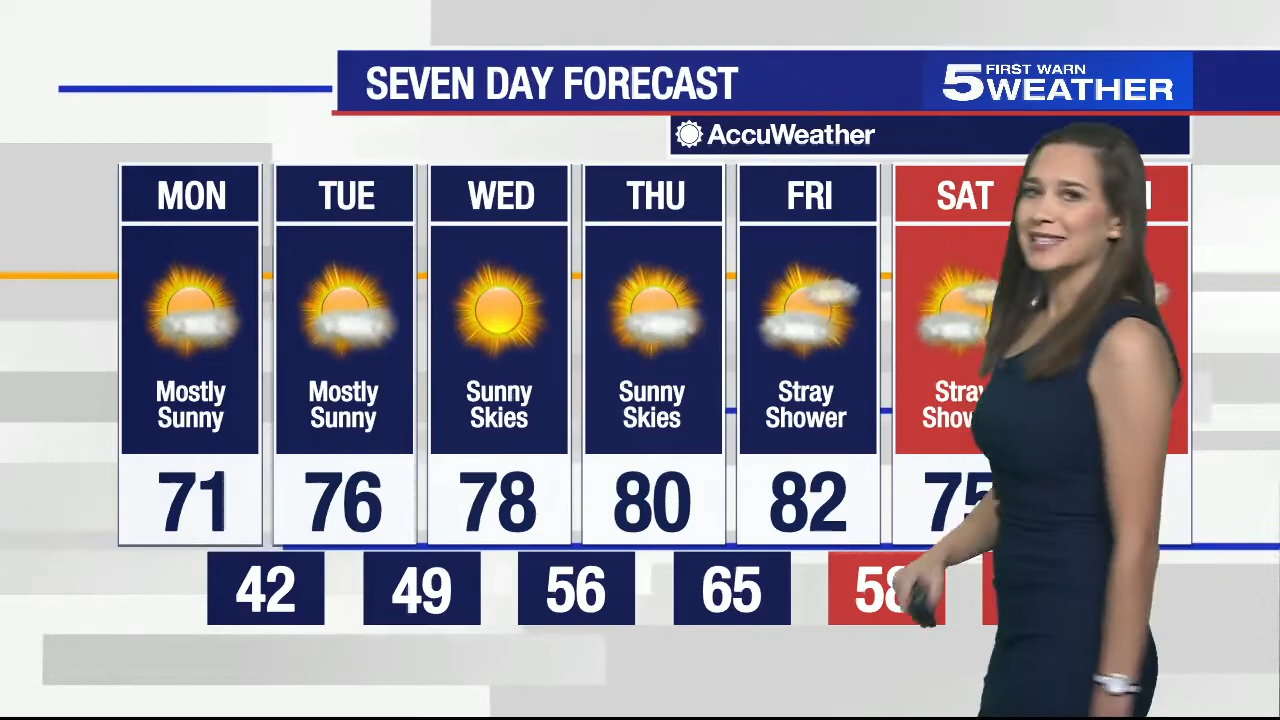 SEVEN DAY FORECAST
5 FIRST WARN
WEATHER
AccuWeather
MON TUE WED THU FRI SAT
Mostly Mostly Sunny Sunny Stray
Sunny Sunny Skies Skies Shower
71 76 78 80 82 75
42 49 56 65